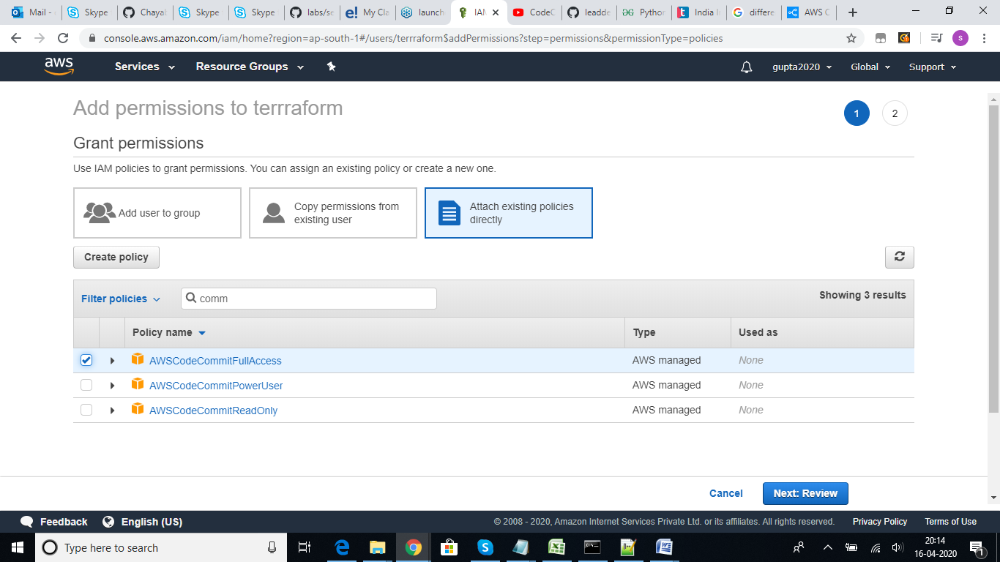 Mail -
Skype
Chayab
Skype
Skype
labs/se
My Cla
launch
IAM
CodeC
leadde
Python
India I
differe
AWS C
console.aws.amazon.com/iam/home?region=ap-south-1#/users/terrraform$addPermissions?step=permissions&permissionType=policies
s
aws
Services
Resource Groups
gupta2020
Global
Support
Add permissions to terrraform
1
2
Grant permissions
Use IAM policies to grant permissions. You can assign an existing policy or create a new one.
Add user to group
Copy permissions from
existing user
Attach existing policies
directly
Create policy
Filter policies
comm
Showing 3 results
Policy name
Type
Used as
AWSCodeCommitFullAccess
AWS managed
None
AWSCodeCommitPowerUser
AWS managed
None
AWSCodeCommitReadOnly
AWS managed
None
Cancel
Next: Review
Feedback
English (US)
© 2008 - 2020, Amazon Internet Services Private Ltd. or its affiliates. All rights reserved.
Privacy Policy
Terms of Use
Type here to search
20:14
16-04-2020
1